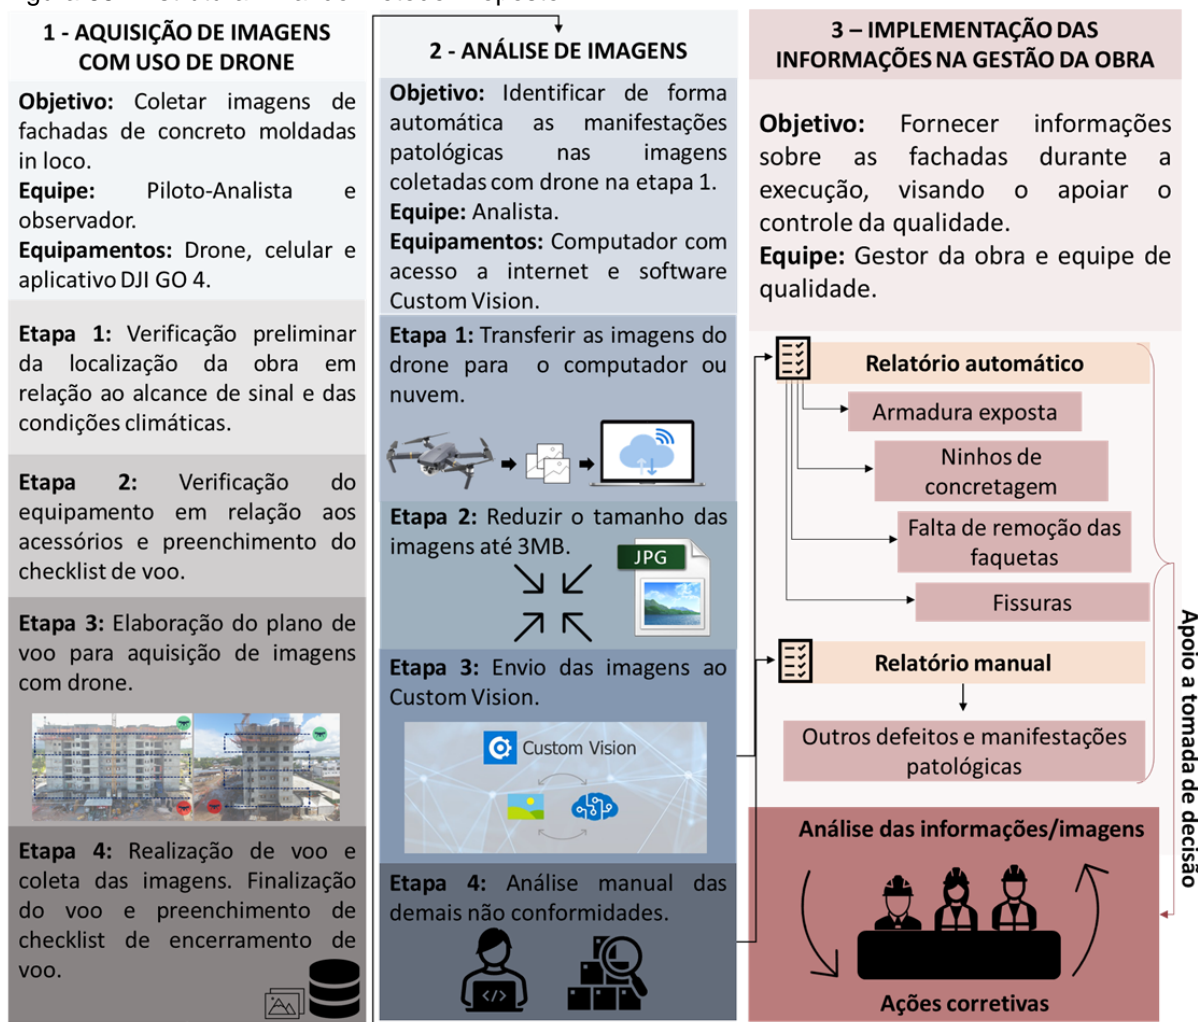 1 - AQUISIÇÃO DE IMAGENS
COM USO DE DRONE
Objetivo: Coletar imagens de
fachadas de concreto moldadas
in loco.
Equipe: Piloto-Analista e
observador.
Equipamentos: Drone, celular e
aplicativo DJI GO 4.
Etapa 1: Verificação preliminar
da localização da obra em
relação ao alcance de sinal e das
condições climáticas.
Etapa 2: Verificação do
equipamento em relação aos
acessórios e preenchimento do
checklist de voo.
Etapa 3: Elaboração do plano de
voo para aquisição de imagens
com drone.
Etapa 4: Realização de voo e
coleta das imagens. Finalização
do voo e preenchimento de
checklist de encerramento de
voo.
2 - ANÁLISE DE IMAGENS
Objetivo: Identificar de forma
automática as manifestações
patológicas nas imagens
coletadas com drone na etapa 1.
Equipe: Analista.
Equipamentos: Computador com
acesso a internet e software
Custom Vision.
Etapa 1: Transferir as imagens do
drone para o computador ou
nuvem.
Etapa 2: Reduzir o tamanho das
imagens até 3MB.
JPG
Etapa 3: Envio das imagens ao
Custom Vision.
Custom Vision
Etapa 4: Análise manual das
demais não conformidades.
3 – IMPLEMENTAÇÃO DAS
INFORMAÇÕES NA GESTÃO DA OBRA
Objetivo: Fornecer informações
sobre as fachadas durante a
execução, visando o apoiar o
controle da qualidade.
Equipe: Gestor da obra e equipe de
qualidade.
Relatório automático
Armadura exposta
Ninhos de
concretagem
Falta de remoção das
faquetas
Fissuras
Relatório manual
Outros defeitos e manifestações
patológicas
Apoio a tomada de decisão
Análise das informações/imagens
Ações corretivas